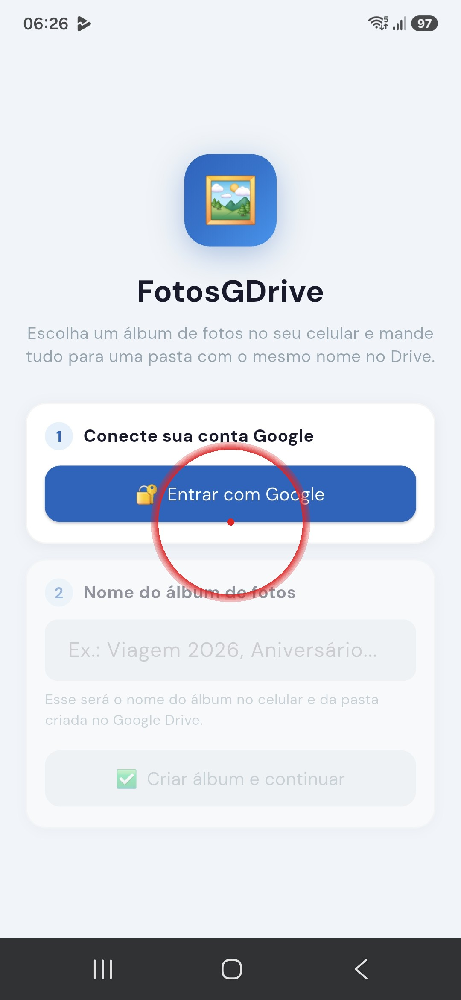 06:26
5
97
FotosGDrive
Escolha um álbum de fotos no seu celular e mande
tudo para uma pasta com o mesmo nome no Drive.
1 Conecte sua conta Google
Entrar com Google
2 Nome do álbum de fotos
Ex.: Viagem 2026, Aniversário...
Esse será o nome do álbum no celular e da pasta
criada no Google Drive.
Criar álbum e continuar